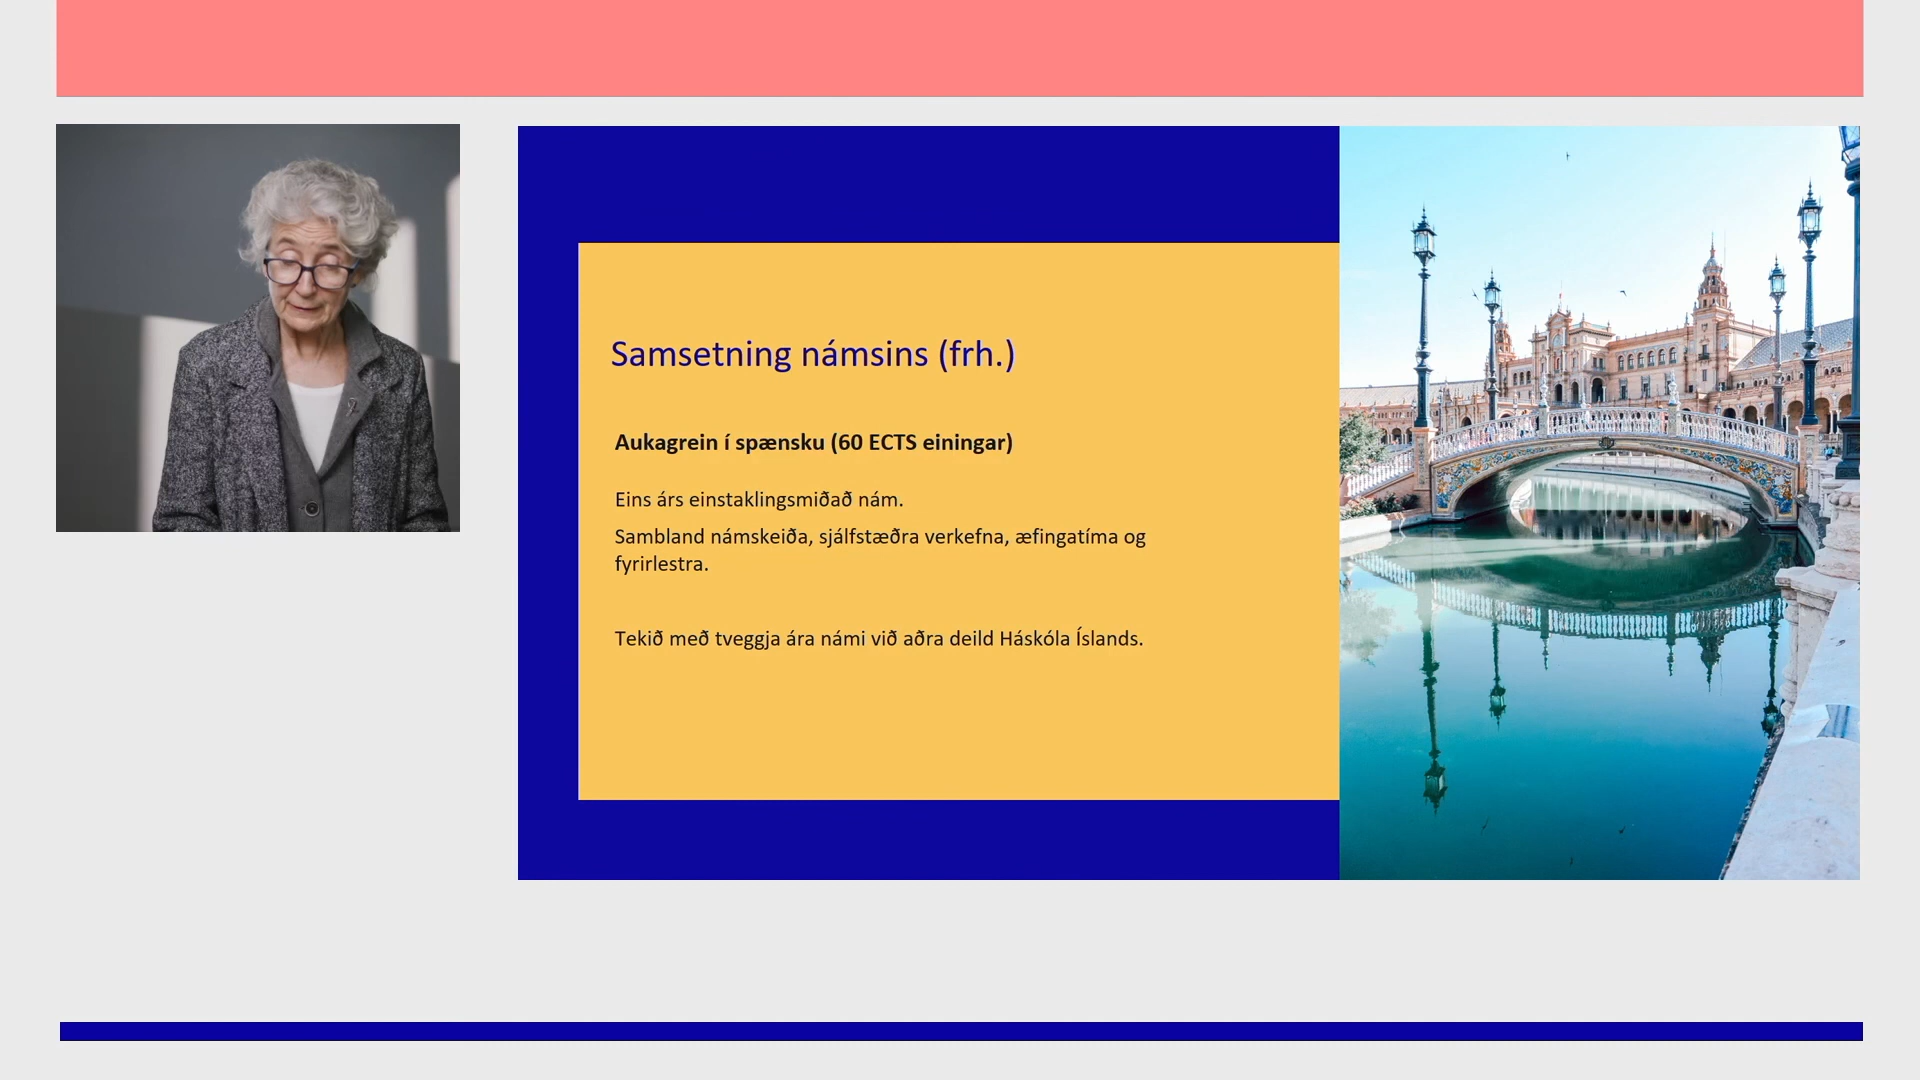 Samsetning námsins (frh.)
Aukagrein í spænsku (60 ECTS einingar)
Eins árs einstaklingsmiðað nám.
Sambland námskeiða, sjálfstæðra verkefna, æfingatíma og
fyrirlestra.
Tekið með tveggja ára námi við aðra deild Háskóla Íslands.